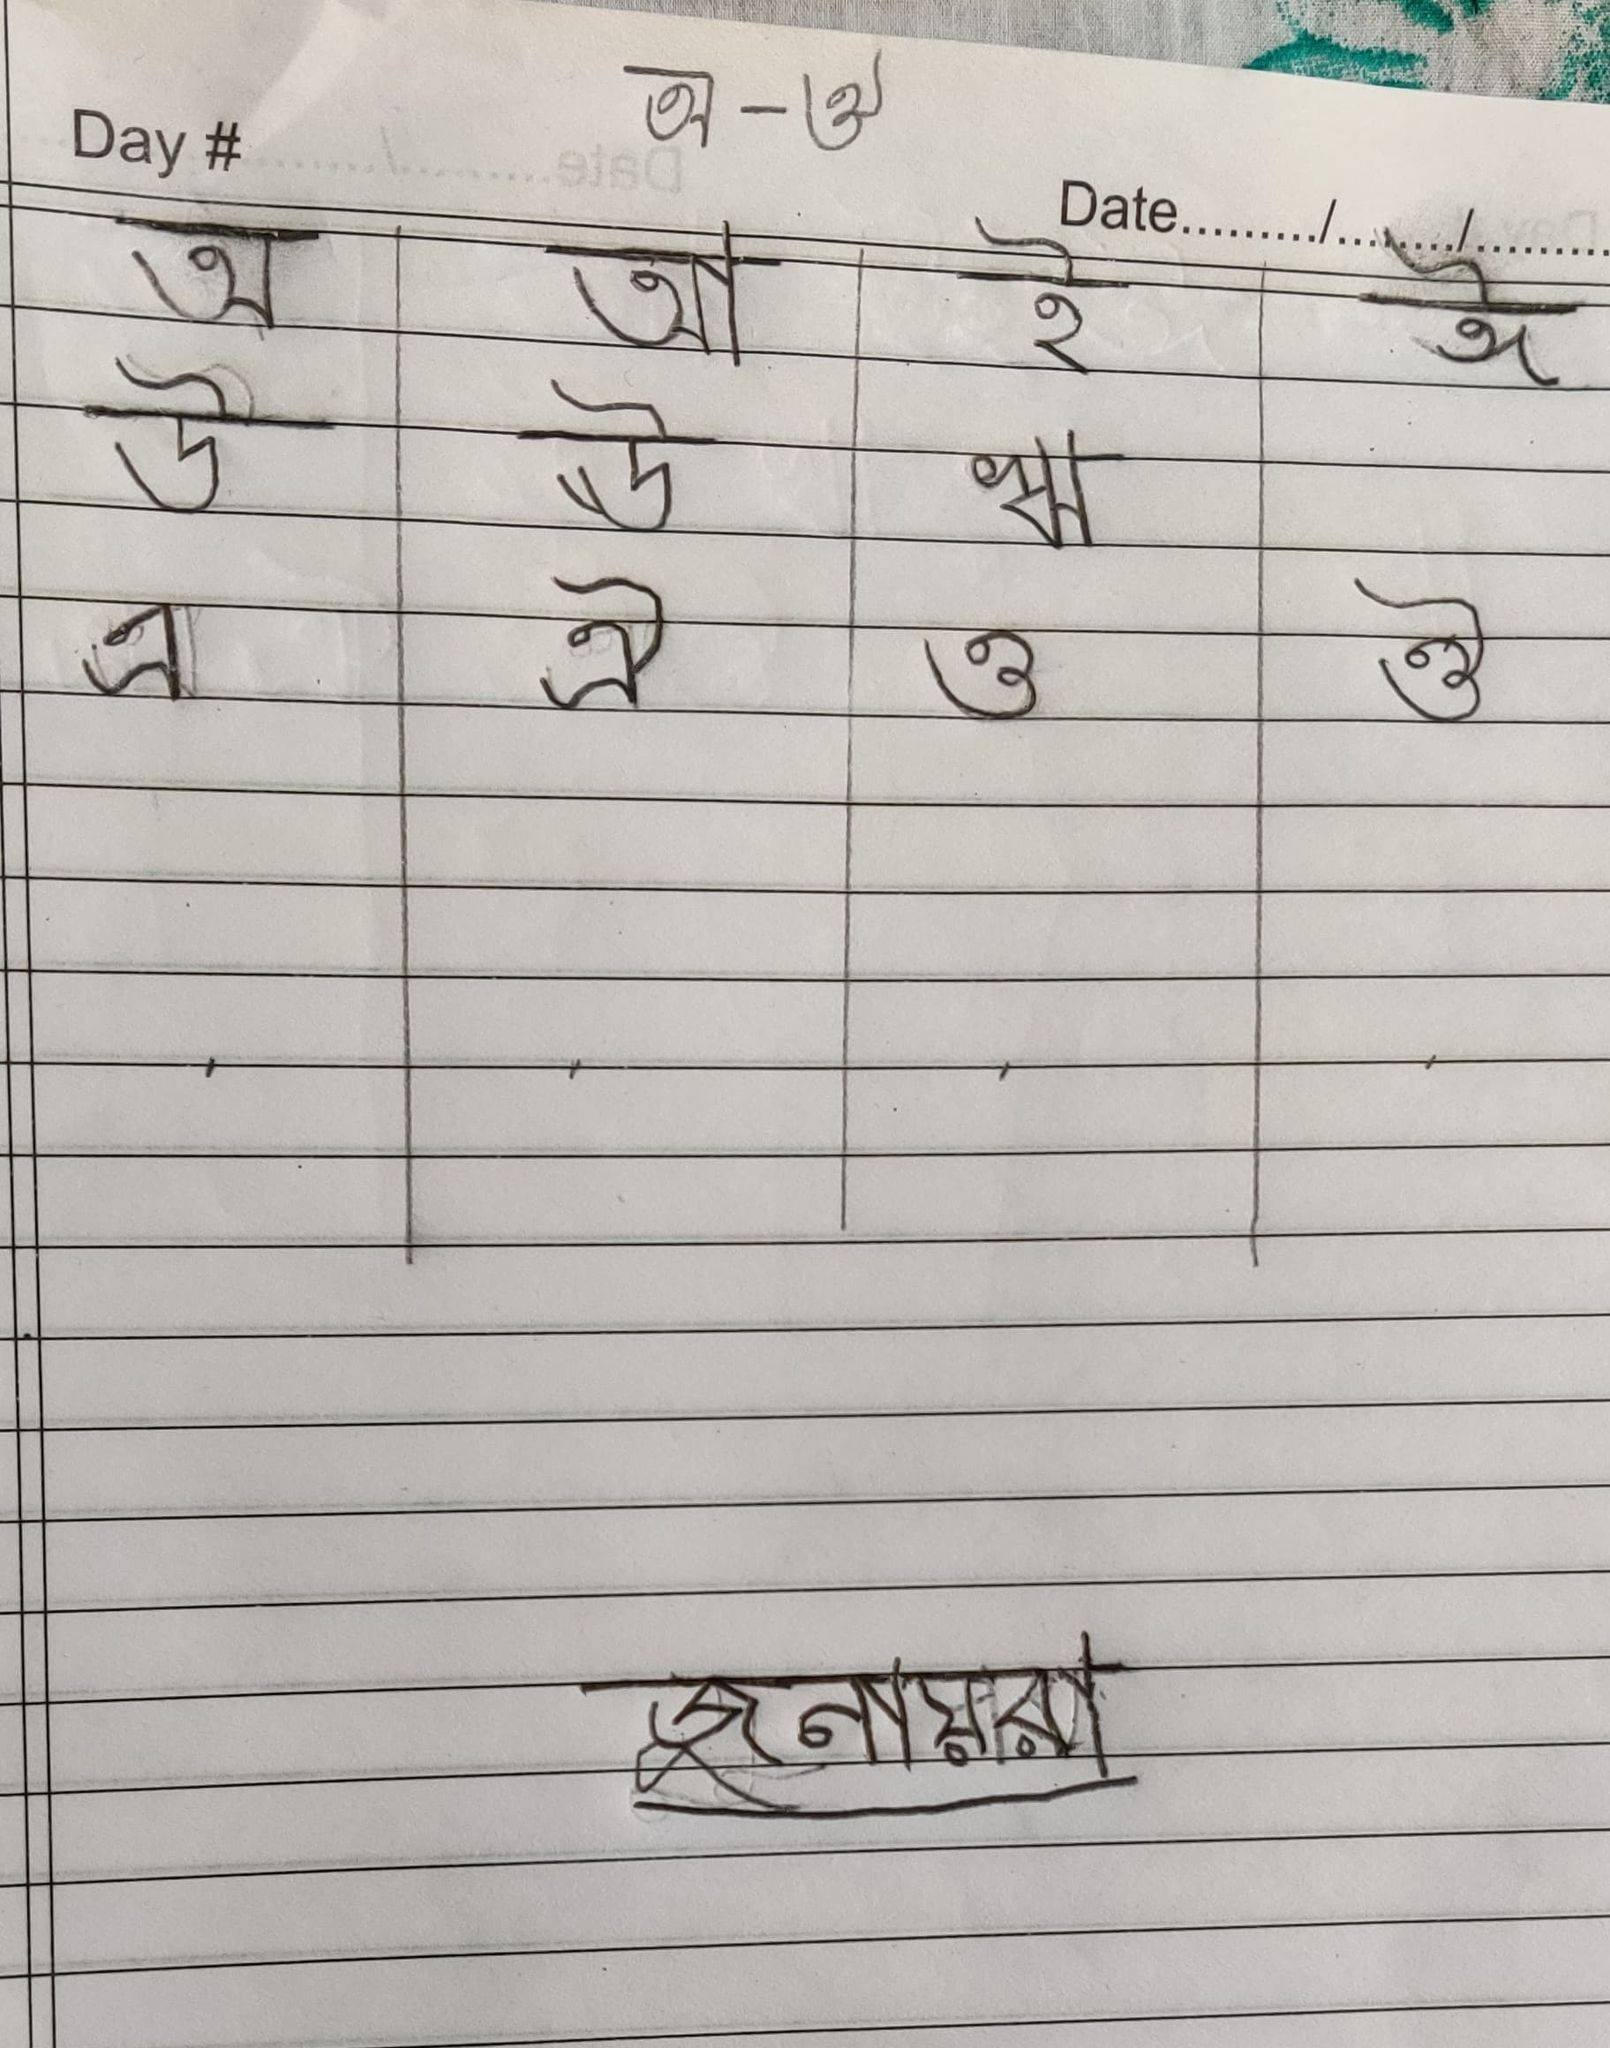 অ - ঔ
Day #
Date........./........./.........
অ আ ই ঈ
উ ঊ ঋ
এ ঐ ও ঔ
জুনায়রা